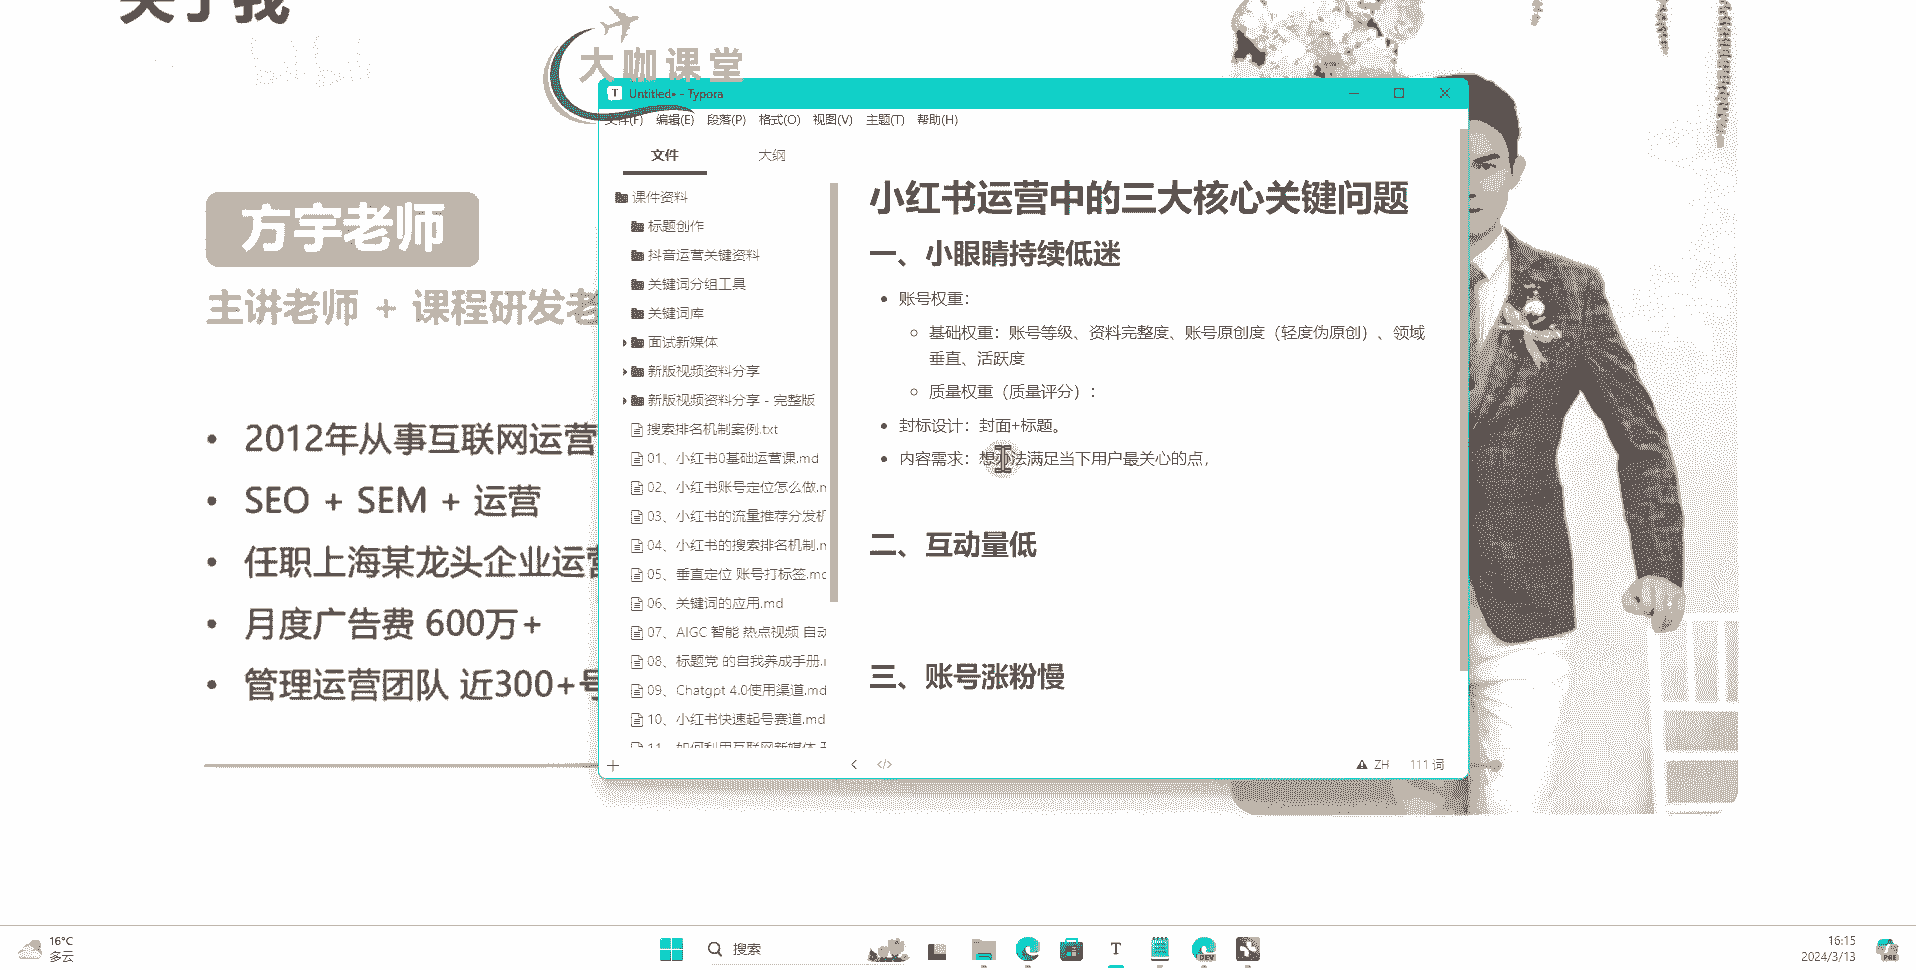 关于我
大咖课堂
方宇老师
主讲老师 + 课程研发老
• 2012年从事互联网运营
• SEO + SEM + 运营
• 任职上海某龙头企业运营
• 月度广告费 600万+
• 管理运营团队 近300+号
Untitled• - Typora
文件(F) 编辑(E) 段落(P) 格式(O) 视图(V) 主题(T) 帮助(H)
文件 大纲
课件资料
标题创作
抖音运营关键资料
关键词分组工具
关键词库
面试新媒体
新版视频资料分享
新版视频资料分享 - 完整版
搜索排名机制案例.txt
01、小红书0基础运营课.md
02、小红书账号定位怎么做.m
03、小红书的流量推荐分发机
04、小红书的搜索排名机制.m
05、垂直定位 账号打标签.md
06、关键词的应用.md
07、AIGC 智能 热点视频 自动
08、标题党 的自我养成手册.
09、Chatgpt 4.0使用渠道.md
10、小红书快速起号赛道.md
11、如何利用互联网新媒体
小红书运营中的三大核心关键问题
一、小眼睛持续低迷
• 账号权重：
基础权重：账号等级、资料完整度、账号原创度（轻度伪原创）、领域
垂直、活跃度
质量权重（质量评分）：
• 封标设计：封面+标题。
• 内容需求：想办法满足当下用户最关心的点，
二、互动量低
三、账号涨粉慢
ZH 111 词
16°C
多云
搜索
DEV
16:15
2024/3/13
PRE